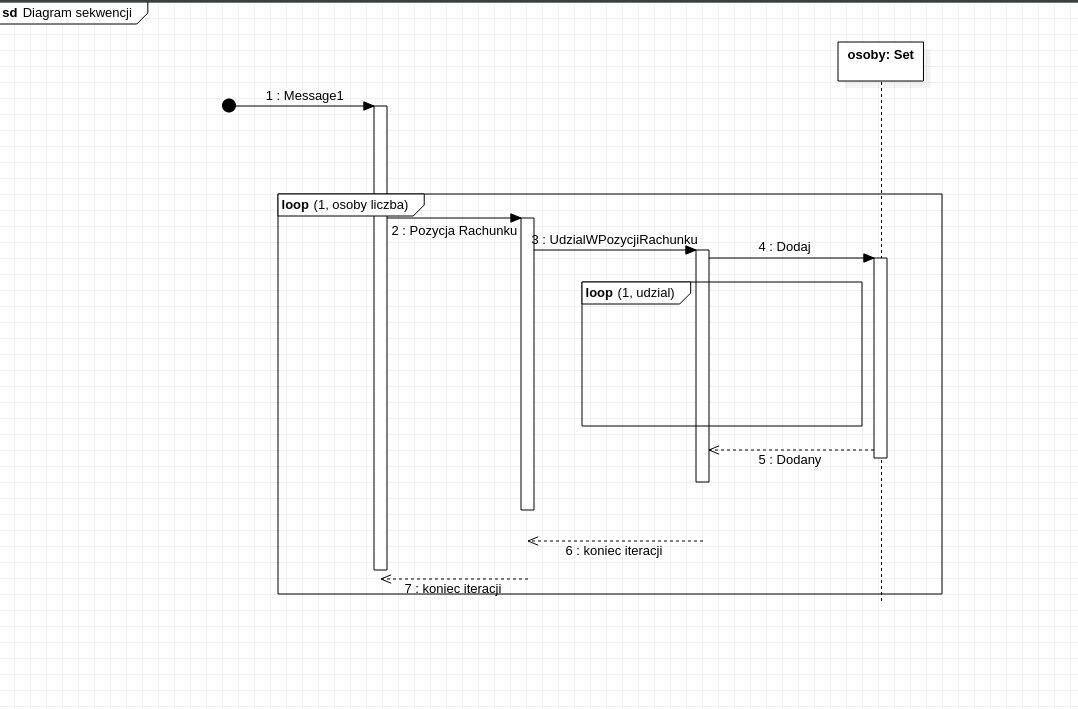 sd Diagram sekwencji
osoby: Set
1 : Message1
loop (1, osoby liczba)
2 : Pozycja Rachunku
3 : UdzialWPozycjiRachunku
4 : Dodaj
loop (1, udzial)
5 : Dodany
6 : koniec iteracji
7 : koniec iteracji